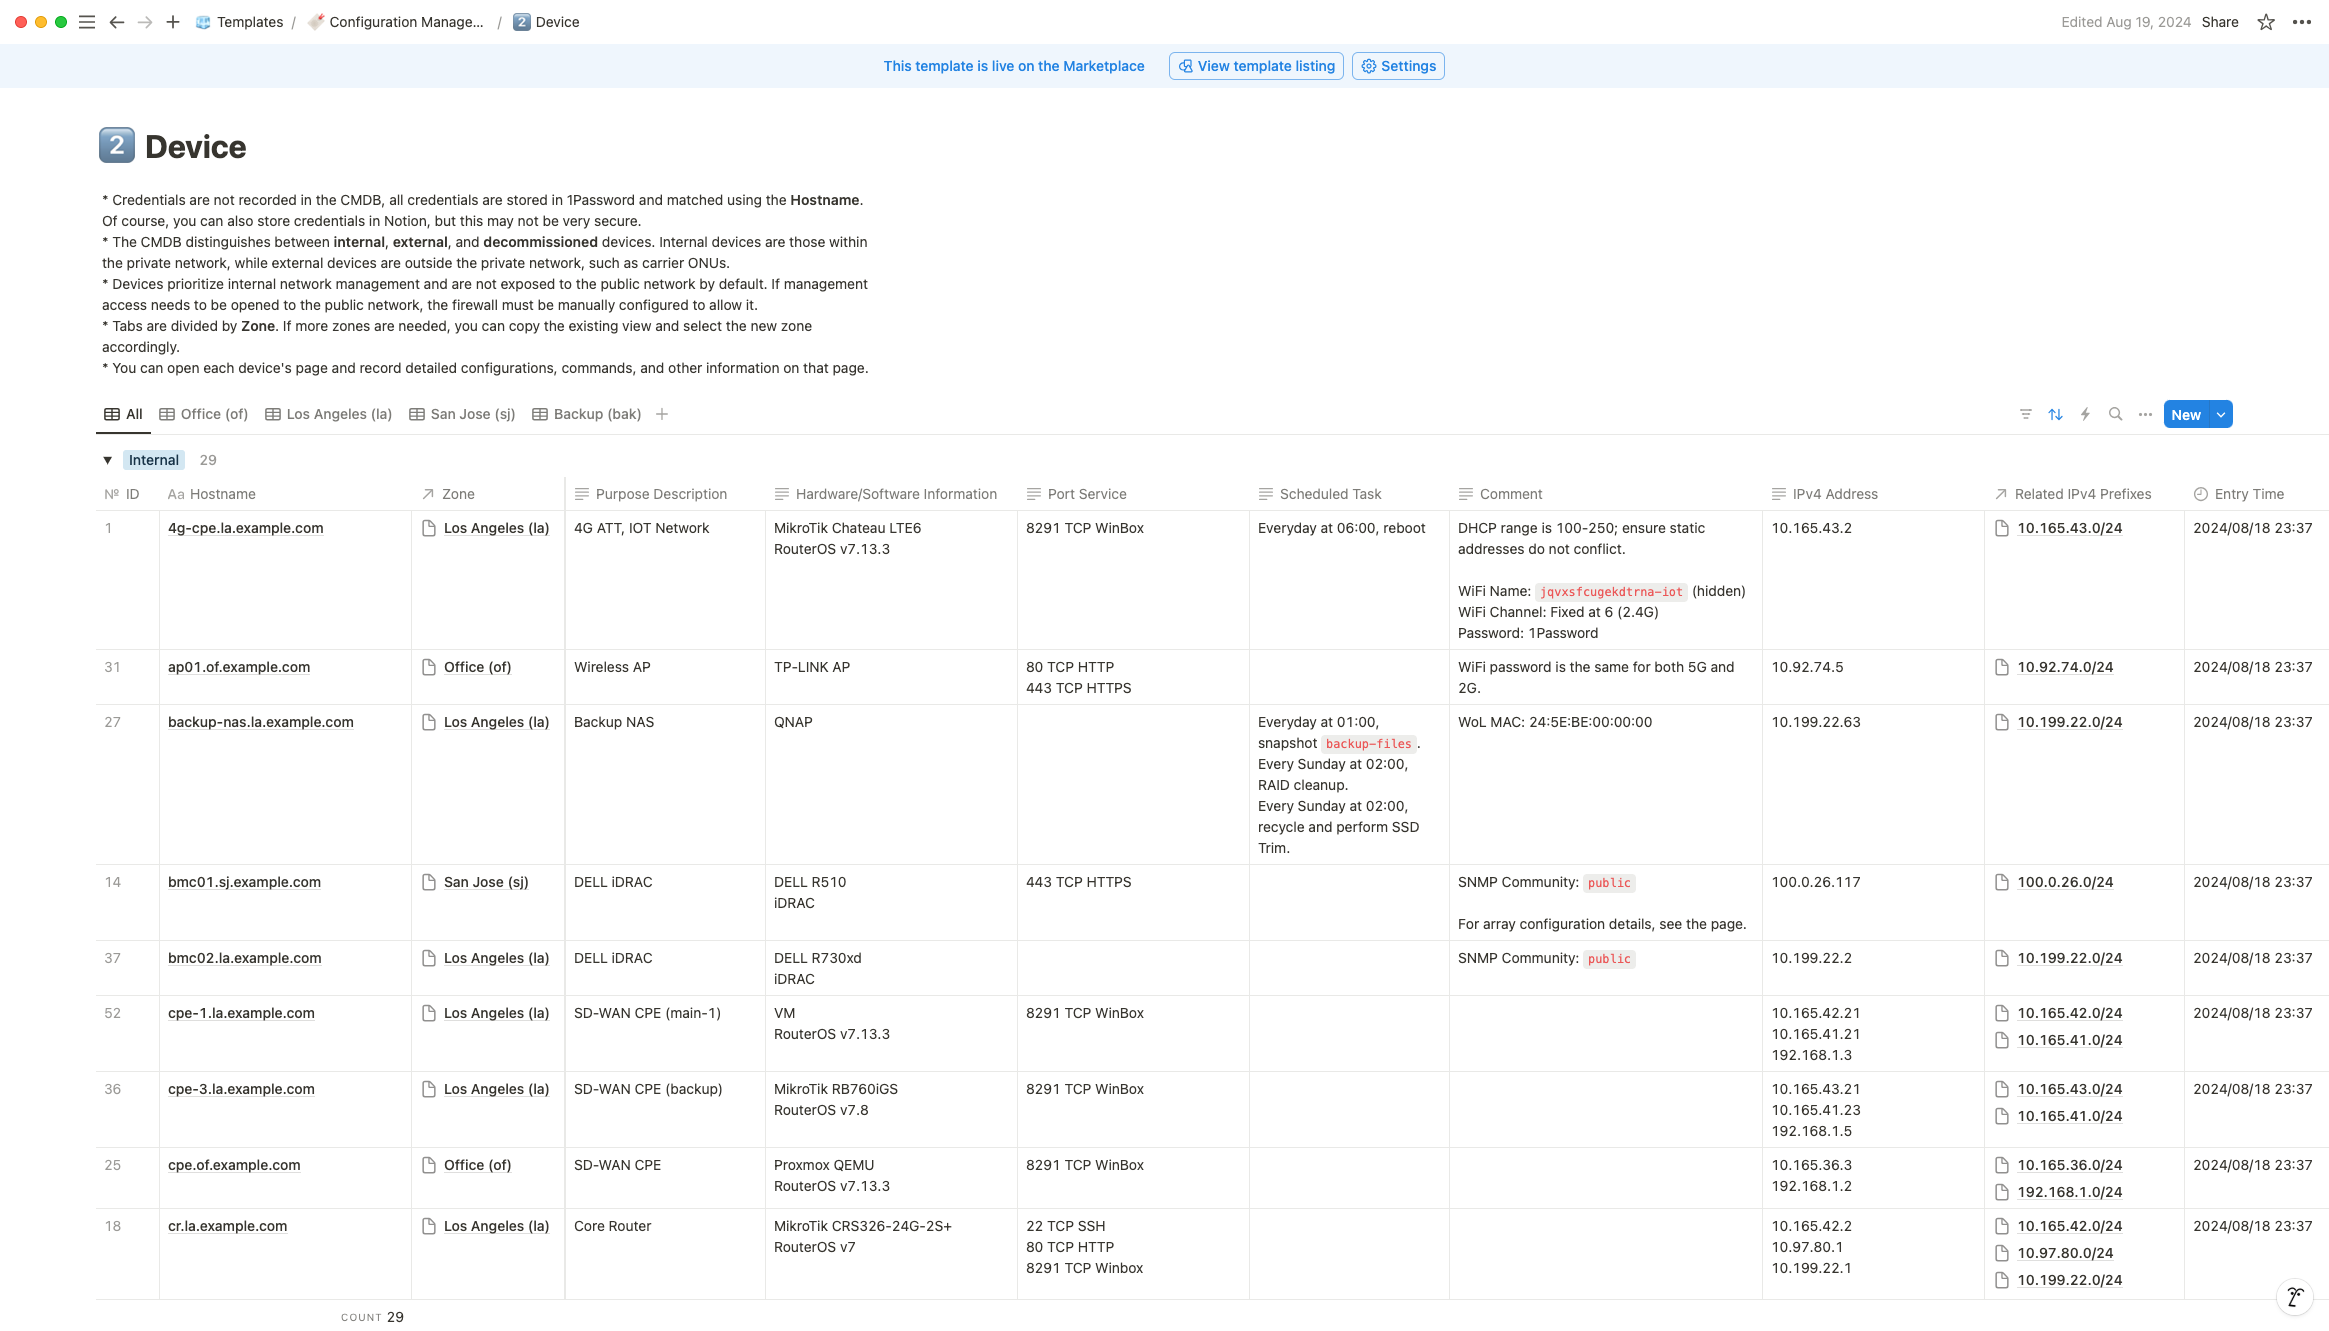 Templates / Configuration Manage... / 2 Device
Edited Aug 19, 2024 Share
This template is live on the Marketplace View template listing Settings
2 Device
* Credentials are not recorded in the CMDB, all credentials are stored in 1Password and matched using the Hostname.
Of course, you can also store credentials in Notion, but this may not be very secure.
* The CMDB distinguishes between internal, external, and decommissioned devices. Internal devices are those within
the private network, while external devices are outside the private network, such as carrier ONUs.
* Devices prioritize internal network management and are not exposed to the public network by default. If management
access needs to be opened to the public network, the firewall must be manually configured to allow it.
* Tabs are divided by Zone. If more zones are needed, you can copy the existing view and select the new zone
accordingly.
* You can open each device's page and record detailed configurations, commands, and other information on that page.
All Office (of) Los Angeles (la) San Jose (sj) Backup (bak) New
Internal 29
№ ID Aa Hostname Zone Purpose Description Hardware/Software Information Port Service Scheduled Task Comment IPv4 Address Related IPv4 Prefixes Entry Time
1 4g-cpe.la.example.com Los Angeles (la) 4G ATT, IOT Network MikroTik Chateau LTE6 8291 TCP WinBox Everyday at 06:00, reboot DHCP range is 100-250; ensure static 10.165.43.2 10.165.43.0/24 2024/08/18 23:37
RouterOS v7.13.3 addresses do not conflict.
WiFi Name: jqvxsfcugekdtrna-iot (hidden)
WiFi Channel: Fixed at 6 (2.4G)
Password: 1Password
31 ap01.of.example.com Office (of) Wireless AP TP-LINK AP 80 TCP HTTP WiFi password is the same for both 5G and 10.92.74.5 10.92.74.0/24 2024/08/18 23:37
443 TCP HTTPS 2G.
27 backup-nas.la.example.com Los Angeles (la) Backup NAS QNAP Everyday at 01:00, WoL MAC: 24:5E:BE:00:00:00 10.199.22.63 10.199.22.0/24 2024/08/18 23:37
snapshot backup-files.
Every Sunday at 02:00,
RAID cleanup.
Every Sunday at 02:00,
recycle and perform SSD
Trim.
14 bmc01.sj.example.com San Jose (sj) DELL iDRAC DELL R510 443 TCP HTTPS SNMP Community: public 100.0.26.117 100.0.26.0/24 2024/08/18 23:37
iDRAC
For array configuration details, see the page.
37 bmc02.la.example.com Los Angeles (la) DELL iDRAC DELL R730xd SNMP Community: public 10.199.22.2 10.199.22.0/24 2024/08/18 23:37
iDRAC
52 cpe-1.la.example.com Los Angeles (la) SD-WAN CPE (main-1) VM 8291 TCP WinBox 10.165.42.21 10.165.42.0/24 2024/08/18 23:37
RouterOS v7.13.3 10.165.41.21 10.165.41.0/24
192.168.1.3
36 cpe-3.la.example.com Los Angeles (la) SD-WAN CPE (backup) MikroTik RB760iGS 8291 TCP WinBox 10.165.43.21 10.165.43.0/24 2024/08/18 23:37
RouterOS v7.8 10.165.41.23 10.165.41.0/24
192.168.1.5
25 cpe.of.example.com Office (of) SD-WAN CPE Proxmox QEMU 8291 TCP WinBox 10.165.36.3 10.165.36.0/24 2024/08/18 23:37
RouterOS v7.13.3 192.168.1.2 192.168.1.0/24
18 cr.la.example.com Los Angeles (la) Core Router MikroTik CRS326-24G-2S+ 22 TCP SSH 10.165.42.2 10.165.42.0/24 2024/08/18 23:37
RouterOS v7 80 TCP HTTP 10.97.80.1 10.97.80.0/24
8291 TCP Winbox 10.199.22.1 10.199.22.0/24
COUNT 29